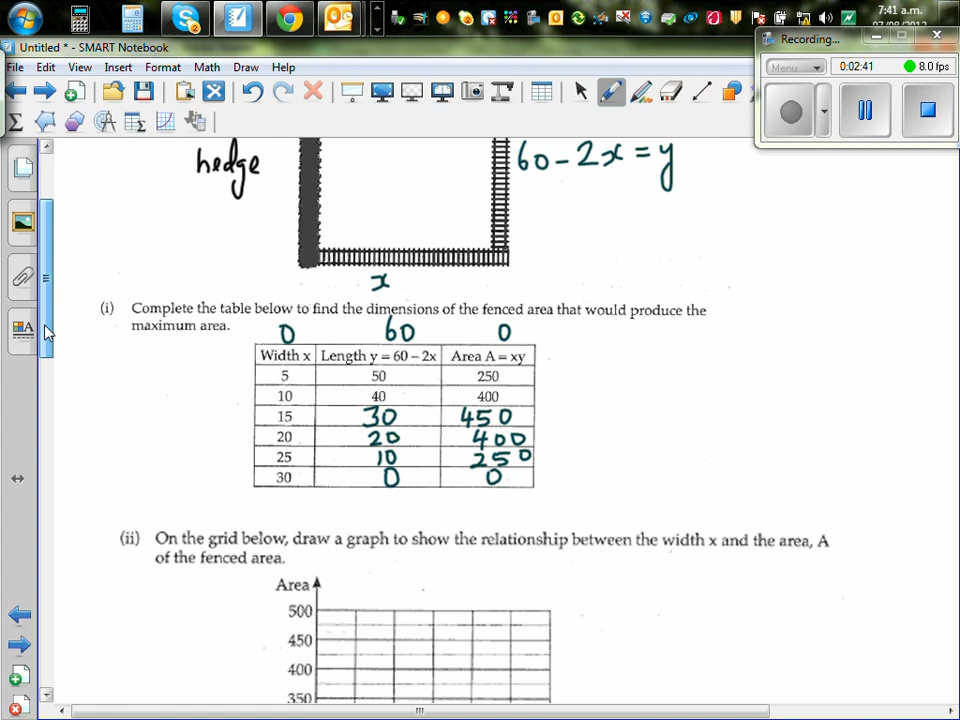 7:41 a.m.
Untitled * - SMART Notebook
Recording...
File Edit View Insert Format Math Draw Help
Menu
0:02:41
8.0 fps
hedge
60 - 2x = y
x
(i) Complete the table below to find the dimensions of the fenced area that would produce the
maximum area.
0 60 0
Width x Length y = 60 – 2x Area A = xy
5 50 250
10 40 400
15 30 450
20 20 400
25 10 250
30 0 0
(ii) On the grid below, draw a graph to show the relationship between the width x and the area, A
of the fenced area.
Area
500
450
400
350